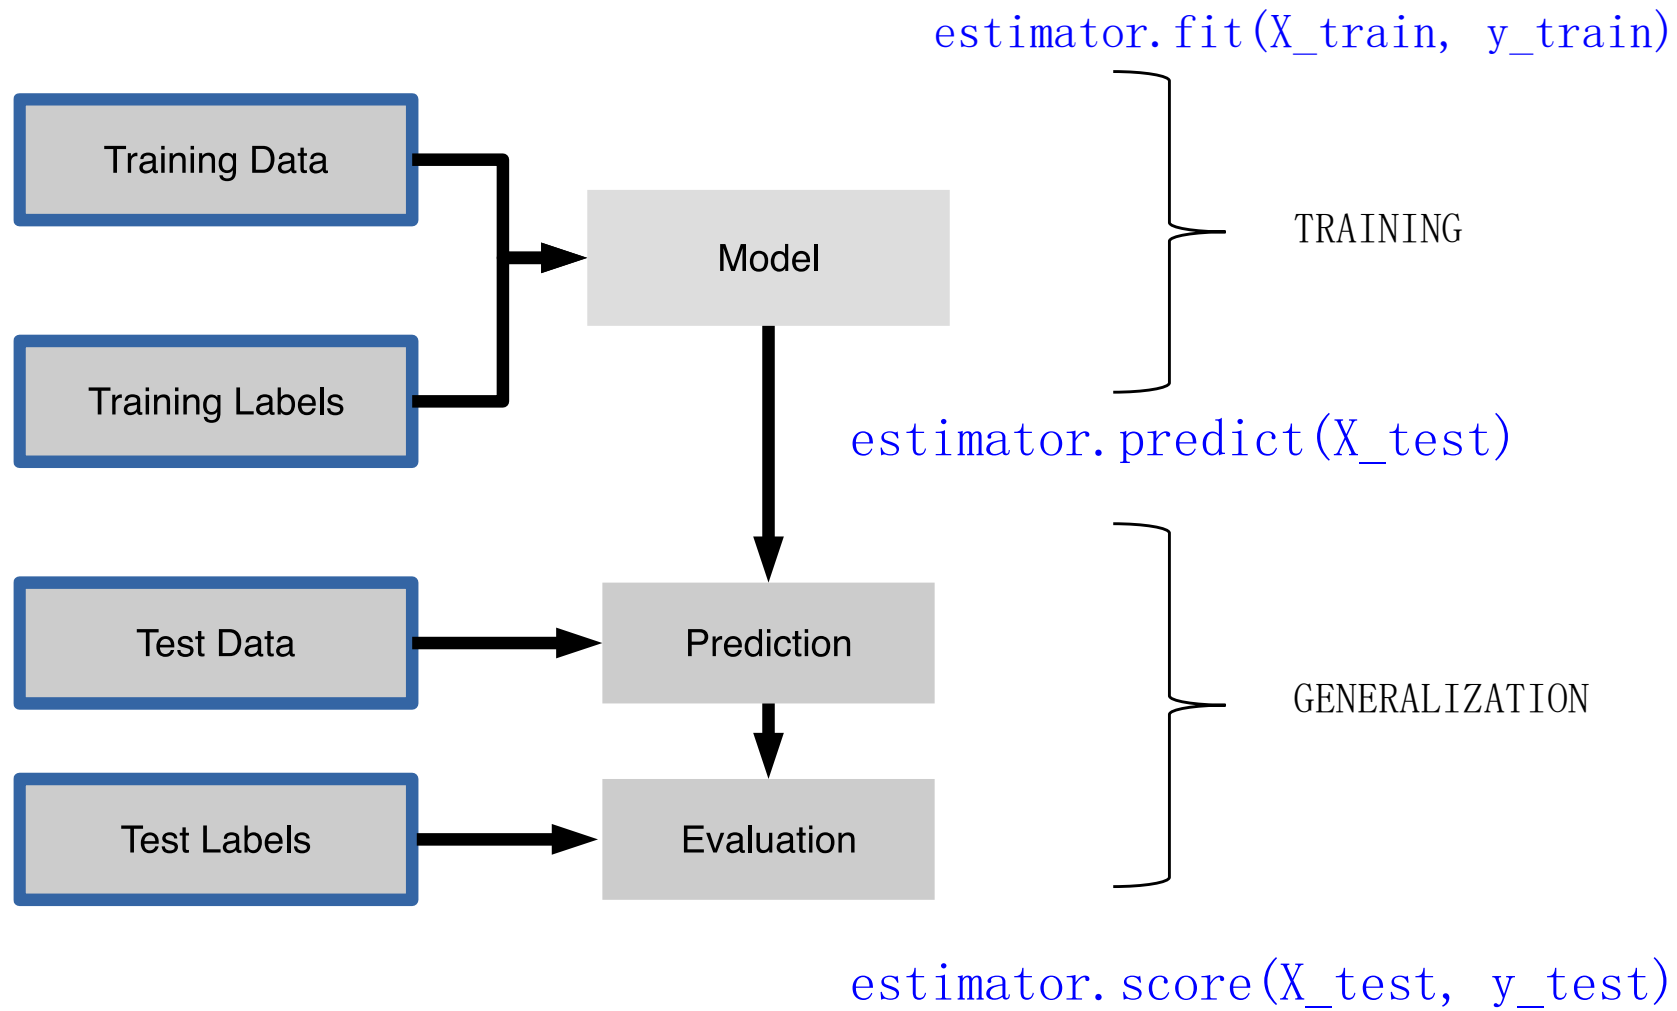 estimator.fit(X_train, y_train)
Training Data
Model
TRAINING
Training Labels
estimator.predict(X_test)
Test Data
Prediction
GENERALIZATION
Test Labels
Evaluation
estimator.score(X_test, y_test)